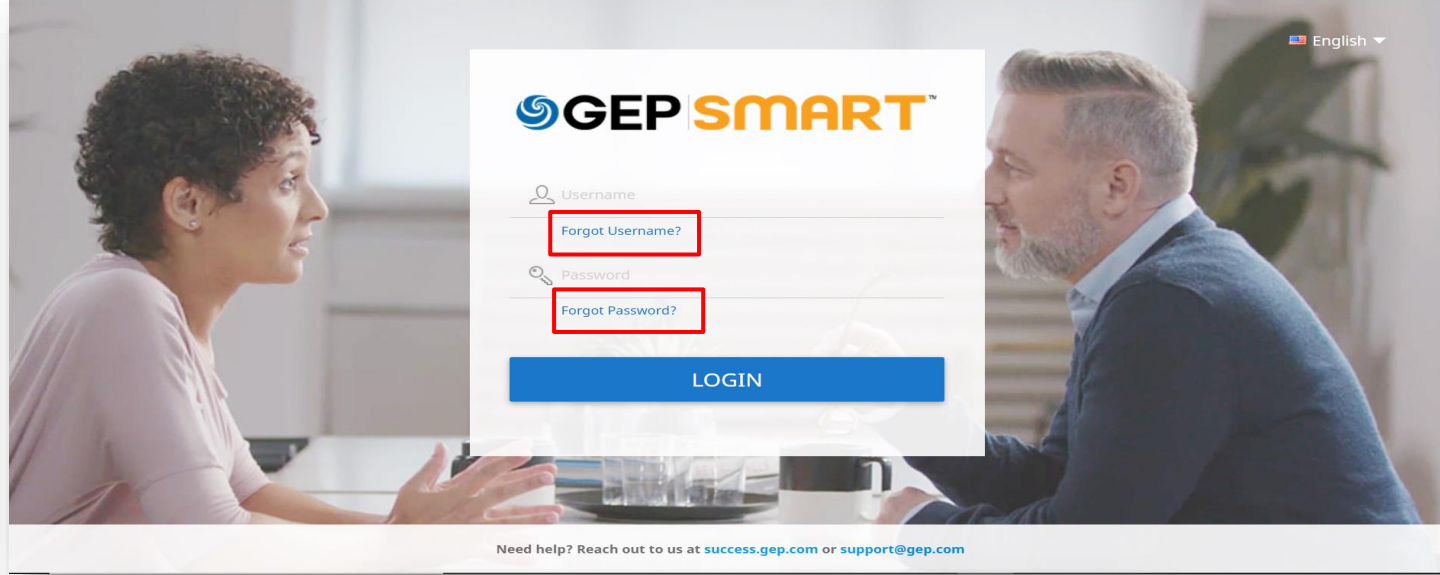 English
GEP SMART™
Username
Forgot Username?
Password
Forgot Password?
LOGIN
Need help? Reach out to us at success.gep.com or support@gep.com